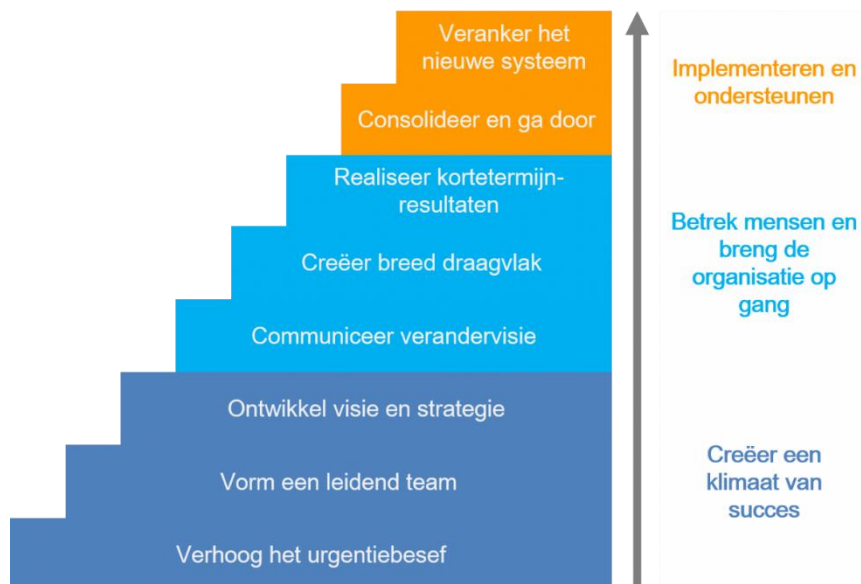 Veranker het
nieuwe systeem
Consolideer en ga door
Realiseer kortetermijn-
resultaten
Creëer breed draagvlak
Communiceer verandervisie
Ontwikkel visie en strategie
Vorm een leidend team
Verhoog het urgentiebesef
Implementeren en
ondersteunen
Betrek mensen en
breng de
organisatie op
gang
Creëer een
klimaat van
succes